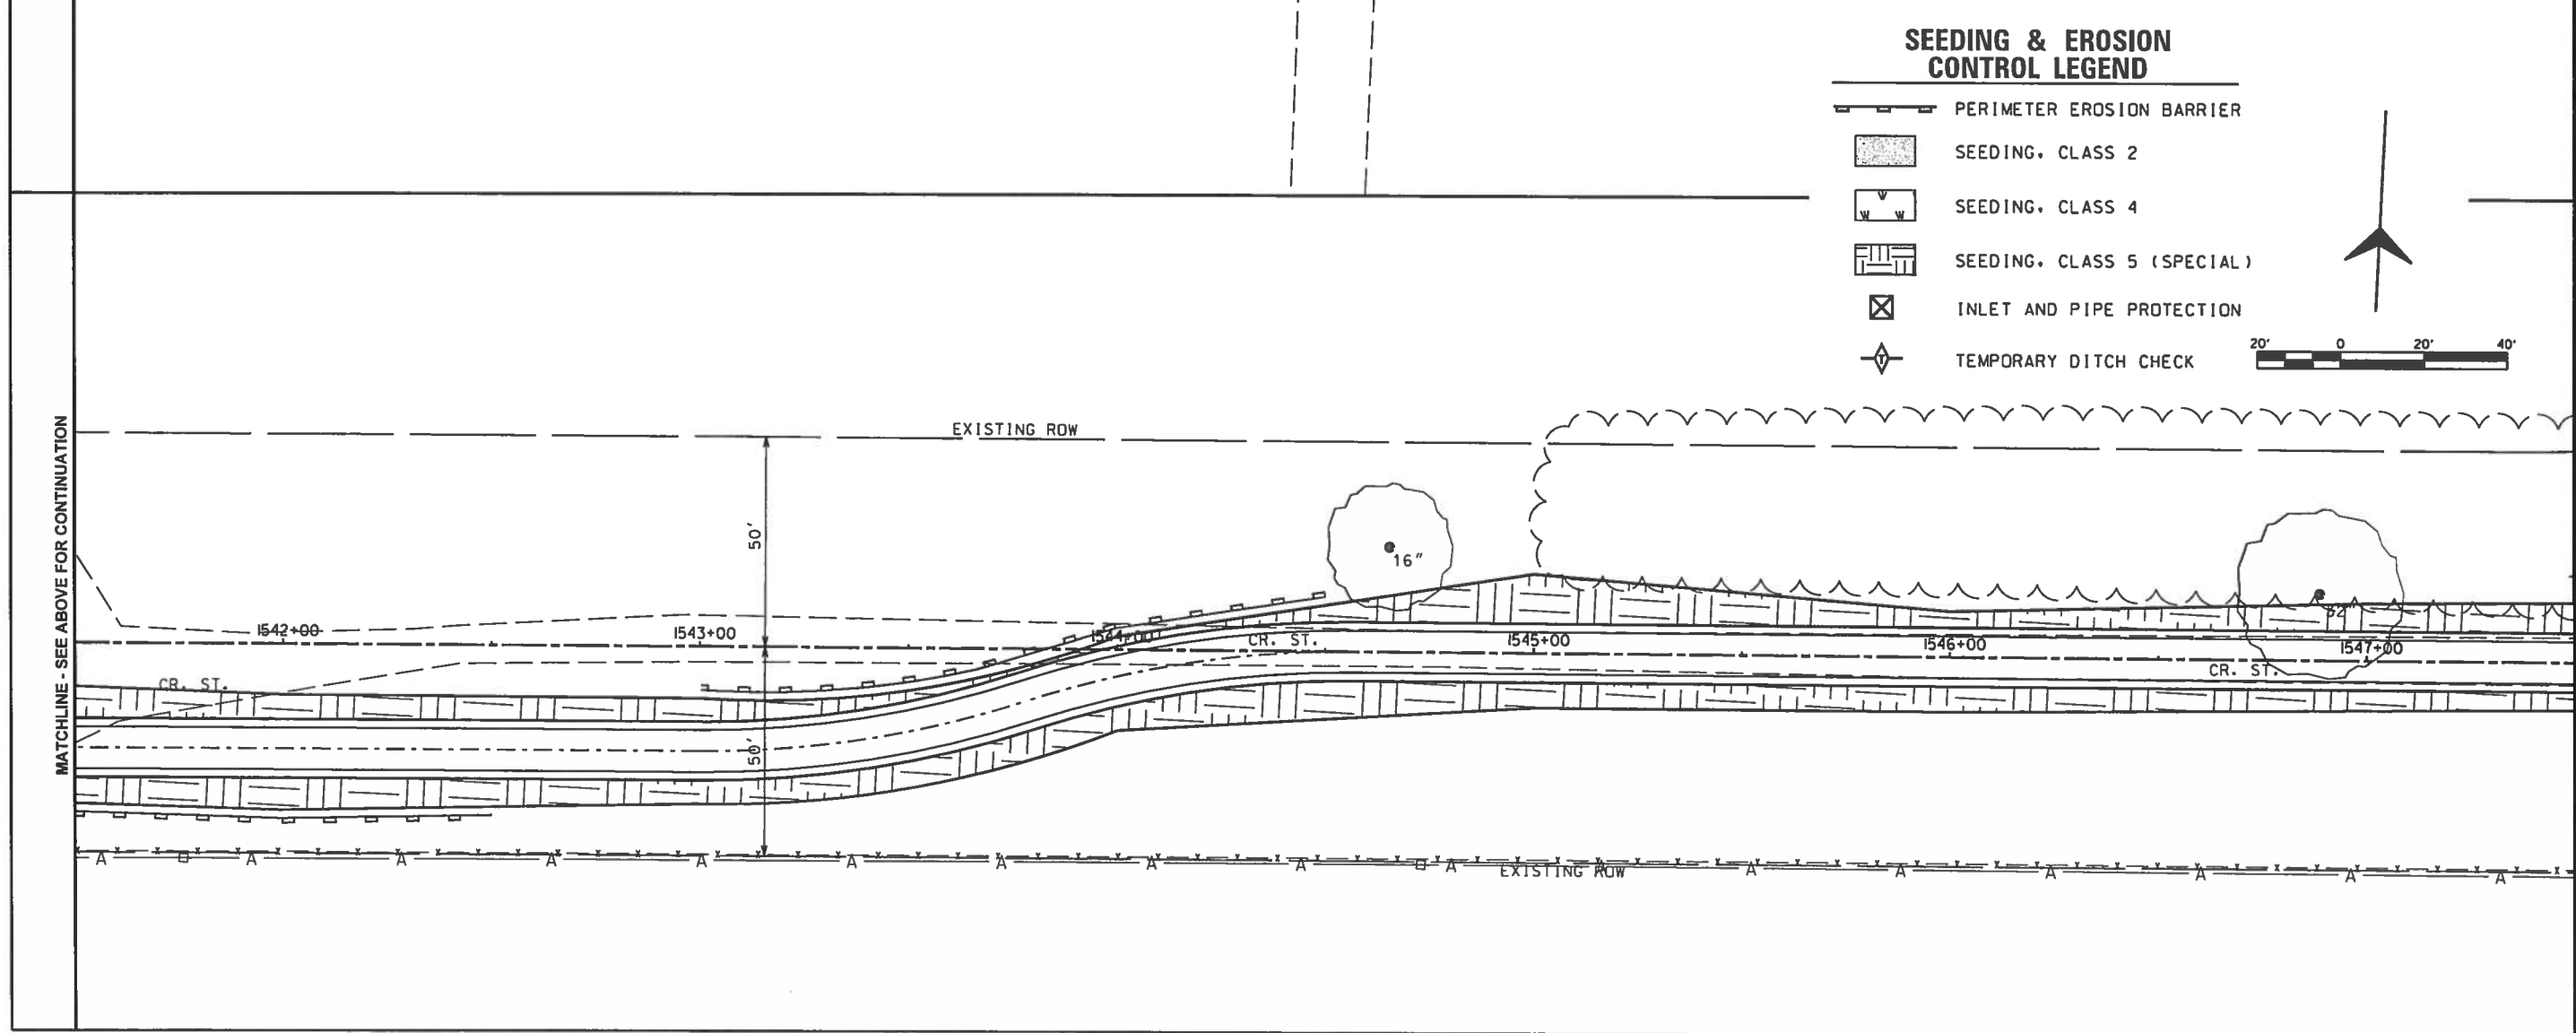 SEEDING & EROSION
CONTROL LEGEND
PERIMETER EROSION BARRIER
SEEDING, CLASS 2
SEEDING, CLASS 4
SEEDING, CLASS 5 (SPECIAL)
INLET AND PIPE PROTECTION
T
TEMPORARY DITCH CHECK
20' 0 20' 40'
MATCHLINE - SEE ABOVE FOR CONTINUATION
EXISTING ROW
50'
16"
1542+00
1543+00
1544+00
CR. ST.
1545+00
1546+00
1547+00
CR. ST.
CR. ST.
50'
A A A A A A A A A A A A A A A A
EXISTING ROW